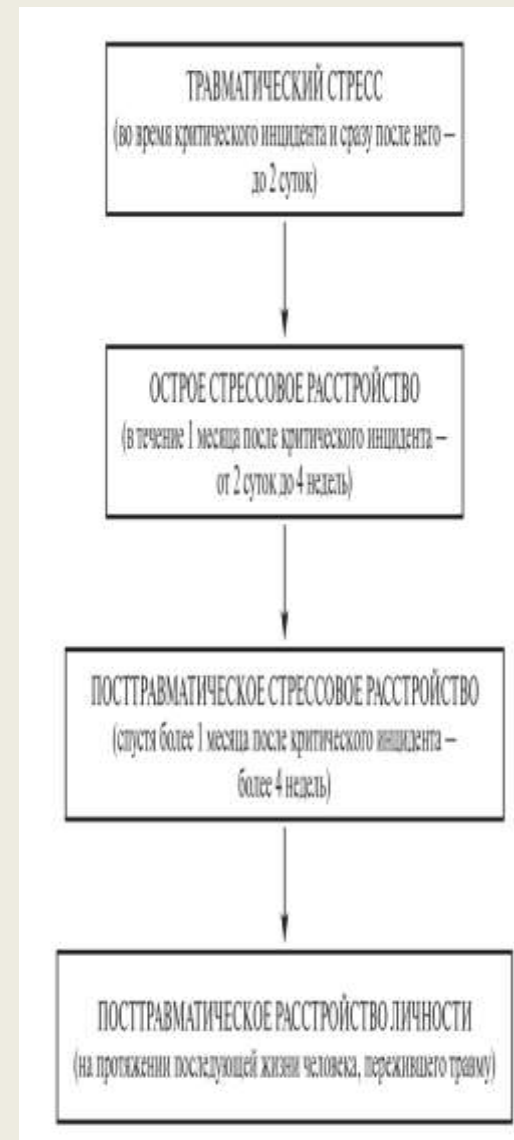 ТРАВМАТИЧЕСКИЙ СТРЕСС
(во время критического инцидента и сразу после него —
до 2 суток)
ОСТРОЕ СТРЕССОВОЕ РАССТРОЙСТВО
(в течение 1 месяца после критического инцидента —
от 2 суток до 4 недель)
ПОСТТРАВМАТИЧЕСКОЕ СТРЕССОВОЕ РАССТРОЙСТВО
(спустя более 1 месяца после критического инцидента —
более 4 недель)
ПОСТТРАВМАТИЧЕСКОЕ РАССТРОЙСТВО ЛИЧНОСТИ
(на протяжении последующей жизни человека, пережившего травму)